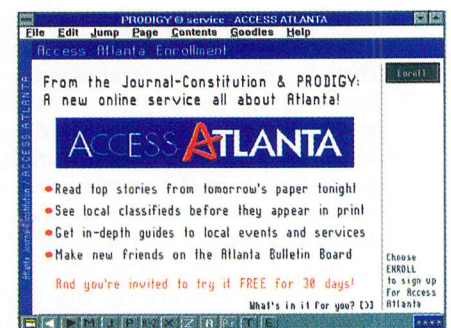 PRODIGY ® service - ACCESS ATLANTA
File Edit Jump Page Contents Goodies Help
Access Atlanta Enrollment
From the Journal-Constitution & PRODIGY:
A new online service all about Atlanta!
ACCESS ATLANTA
Read top stories from tomorrow's paper tonight
See local classifieds before they appear in print
Get in-depth guides to local events and services
Make new friends on the Atlanta Bulletin Board
And you're invited to try it FREE for 30 days!
What's in it for you? [>]
Enroll
Choose
ENROLL
to sign up
For Access
Atlanta
Atlanta Journal-Constitution / ACCESS ATLANTA
M J P
X
T E